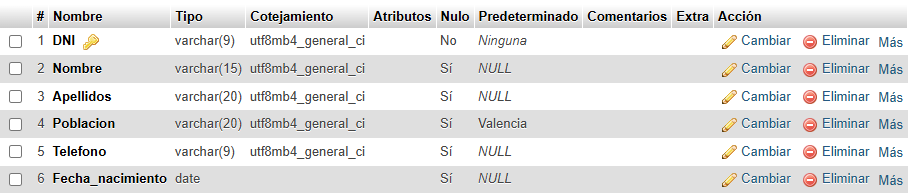 # Nombre Tipo Cotejamiento Atributos Nulo Predeterminado Comentarios Extra Acción
1 DNI varchar(9) utf8mb4_general_ci No Ninguna Cambiar Eliminar Más
2 Nombre varchar(15) utf8mb4_general_ci Sí NULL Cambiar Eliminar Más
3 Apellidos varchar(20) utf8mb4_general_ci Sí NULL Cambiar Eliminar Más
4 Poblacion varchar(20) utf8mb4_general_ci Sí Valencia Cambiar Eliminar Más
5 Telefono varchar(9) utf8mb4_general_ci Sí NULL Cambiar Eliminar Más
6 Fecha_nacimiento date Sí NULL Cambiar Eliminar Más